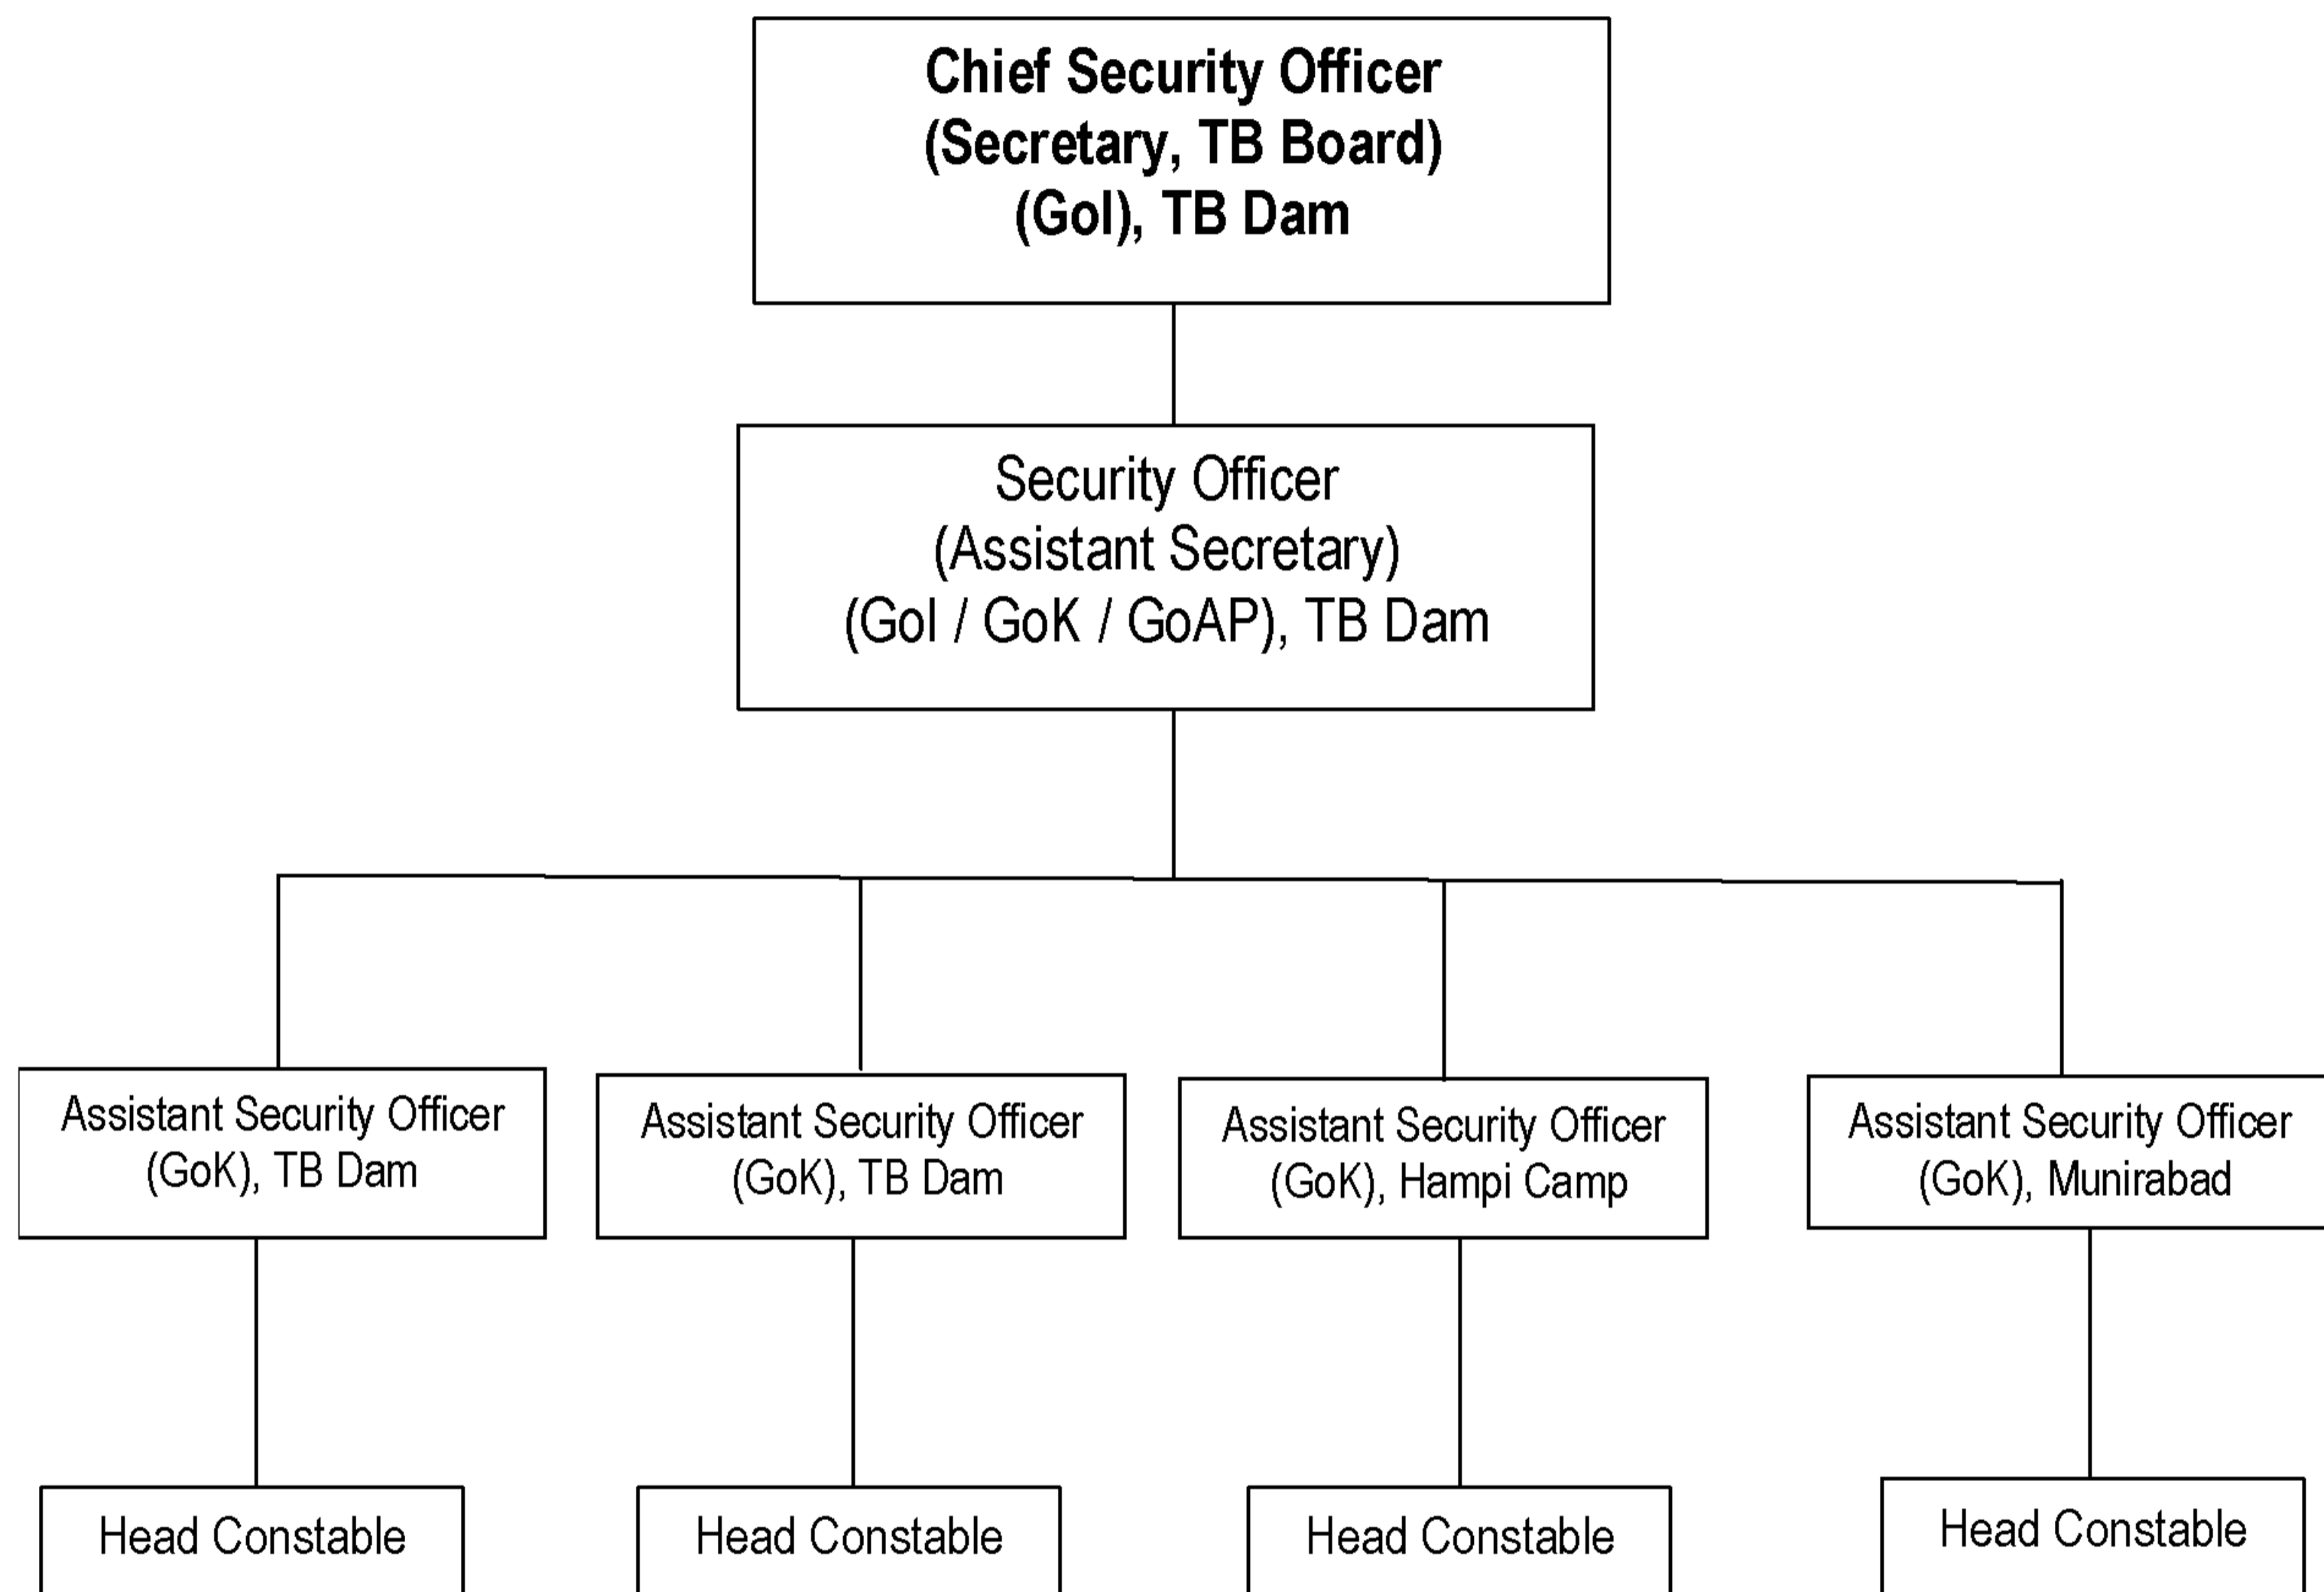 Chief Security Officer
(Secretary, TB Board)
(GoI), TB Dam
Security Officer
(Assistant Secretary)
(GoI / GoK / GoAP), TB Dam
Assistant Security Officer
(GoK), TB Dam
Assistant Security Officer
(GoK), TB Dam
Assistant Security Officer
(GoK), Hampi Camp
Assistant Security Officer
(GoK), Munirabad
Head Constable
Head Constable
Head Constable
Head Constable